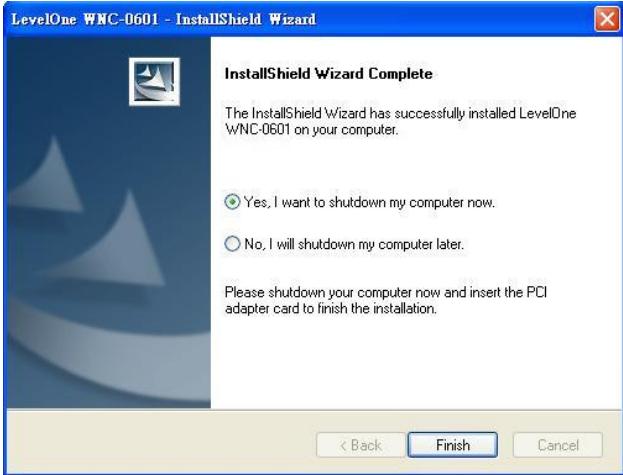 LevelOne WNC-0601 - InstallShield Wizard
InstallShield Wizard Complete
The InstallShield Wizard has successfully installed LevelOne
WNC-0601 on your computer.
Yes, I want to shutdown my computer now.
No, I will shutdown my computer later.
Please shutdown your computer now and insert the PCI
adapter card to finish the installation.
< Back
Finish
Cancel